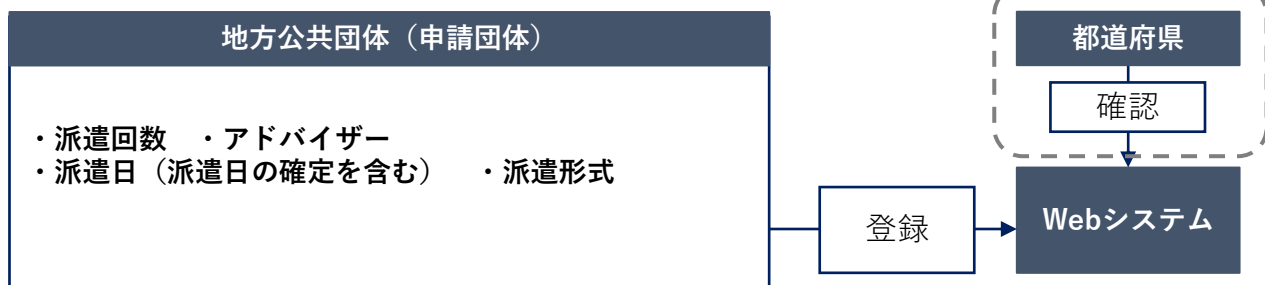 地方公共団体（申請団体）
・派遣回数　・アドバイザー
・派遣日（派遣日の確定を含む）　・派遣形式
登録
都道府県
確認
Webシステム